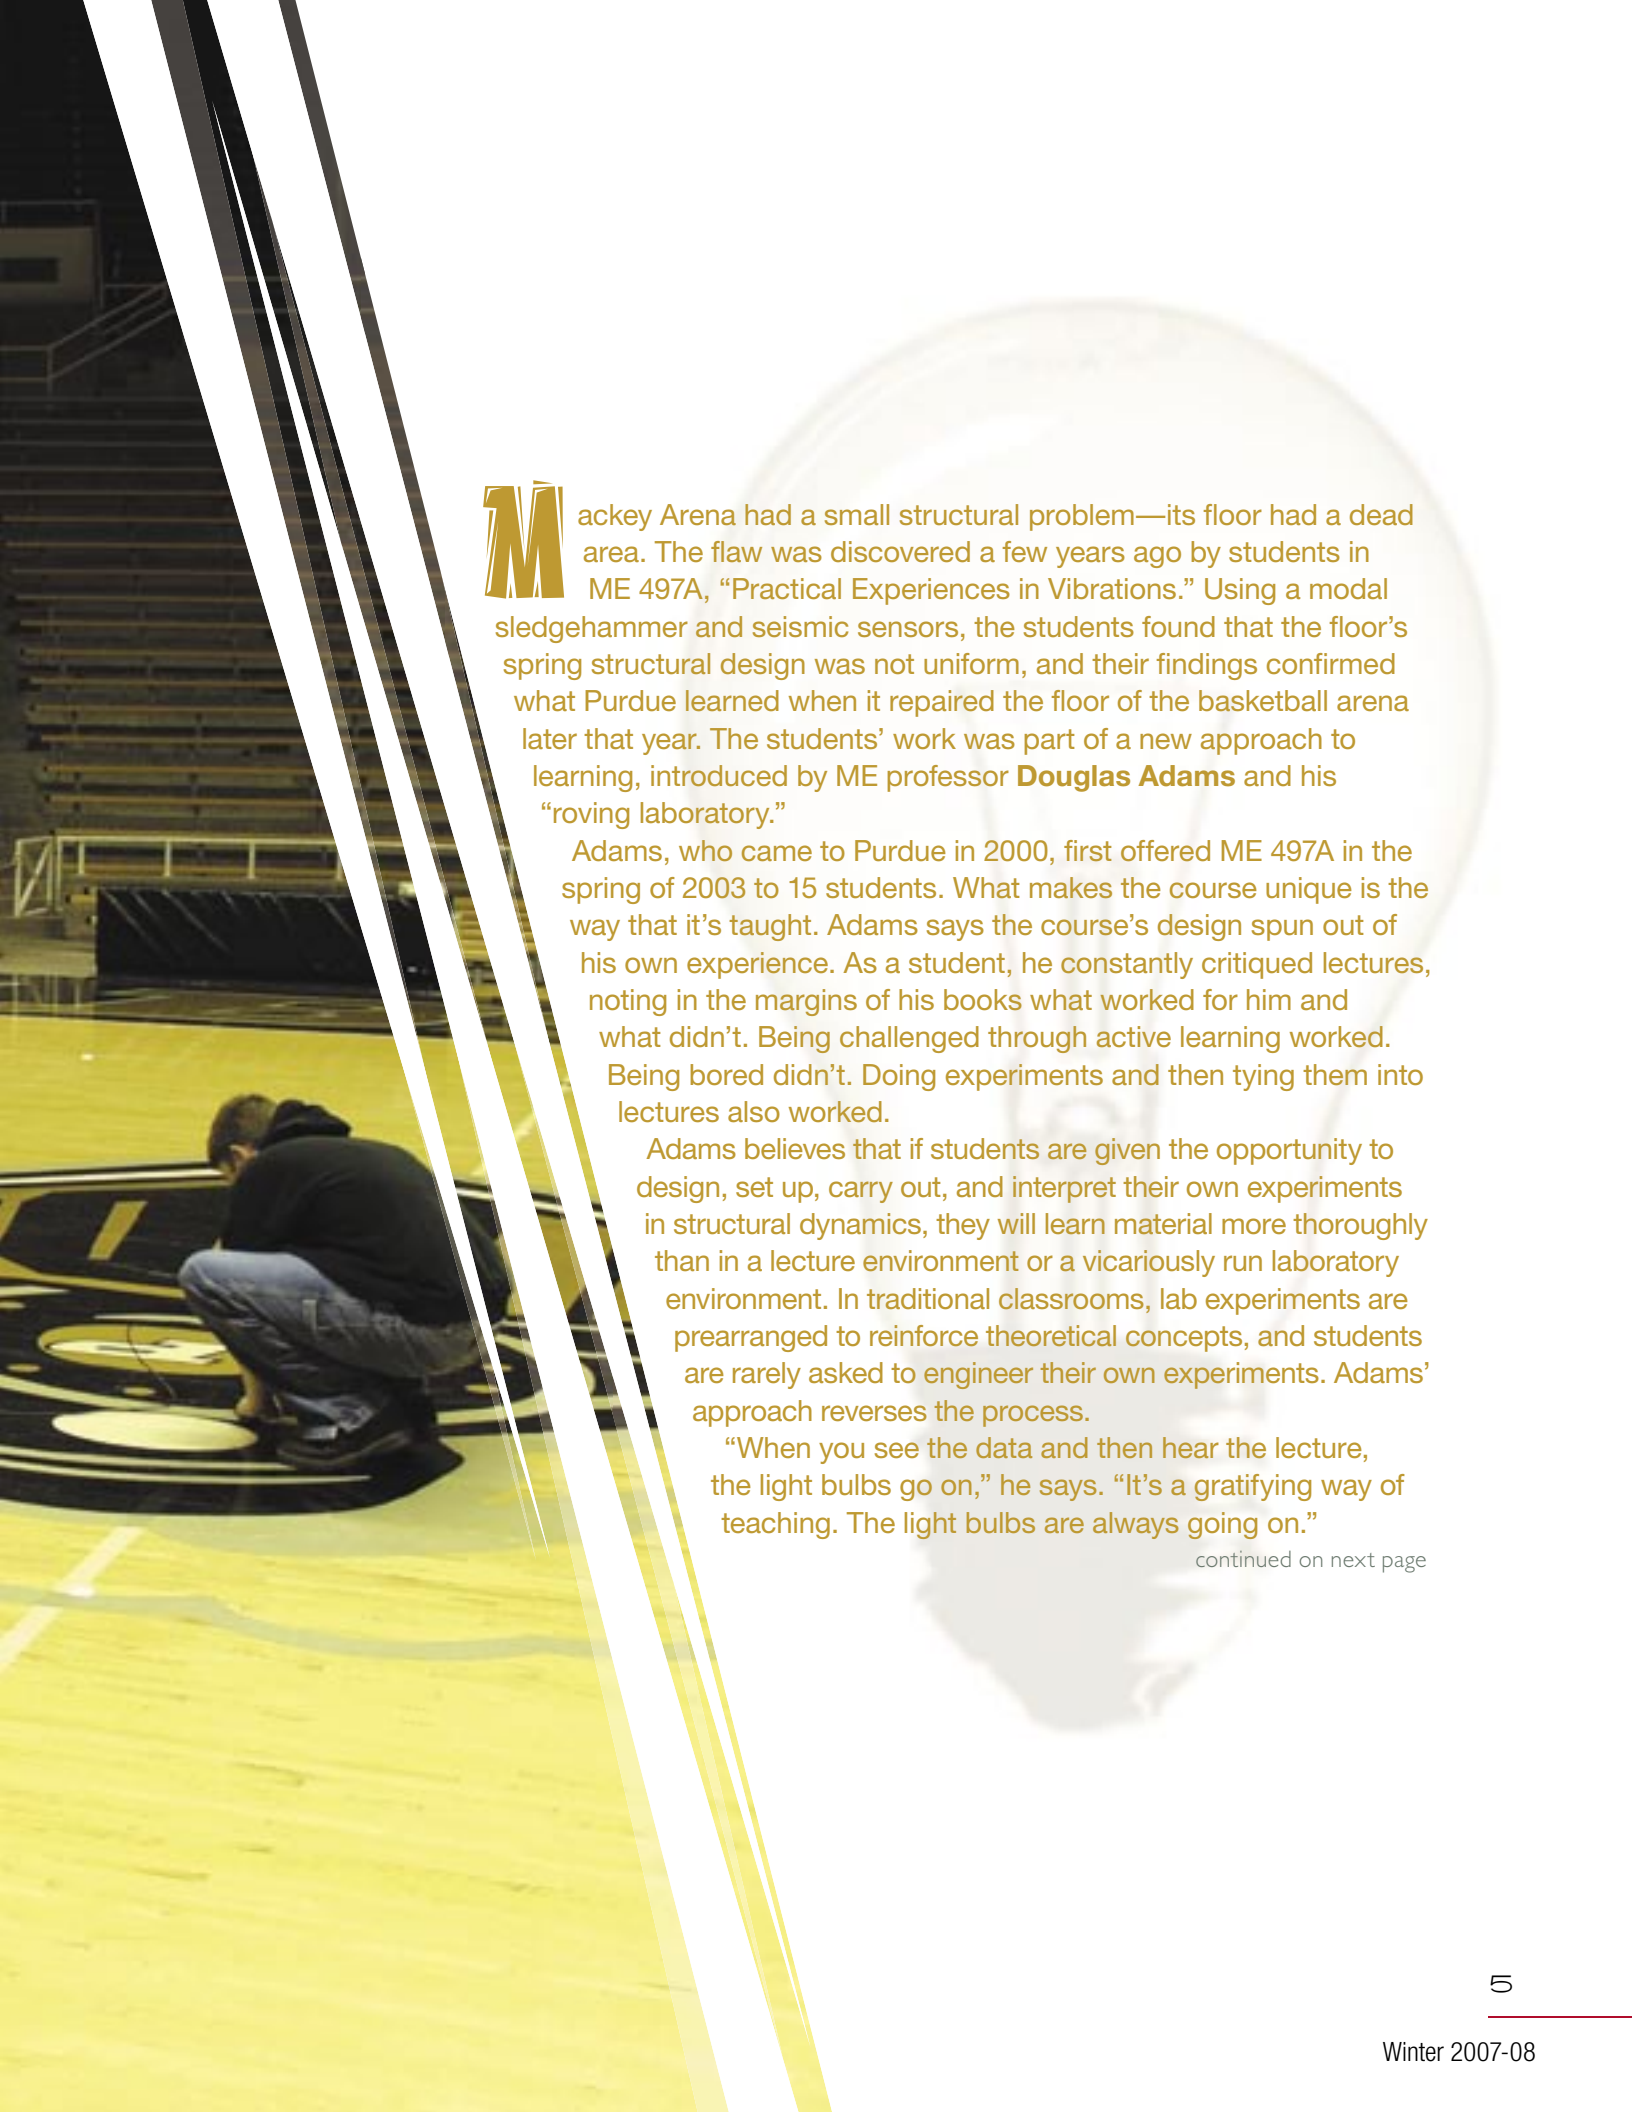 Mackey Arena had a small structural problem—its floor had a dead
area. The flaw was discovered a few years ago by students in
ME 497A, “Practical Experiences in Vibrations.” Using a modal
sledgehammer and seismic sensors, the students found that the floor’s
spring structural design was not uniform, and their findings confirmed
what Purdue learned when it repaired the floor of the basketball arena
later that year. The students’ work was part of a new approach to
learning, introduced by ME professor Douglas Adams and his
“roving laboratory.”
Adams, who came to Purdue in 2000, first offered ME 497A in the
spring of 2003 to 15 students. What makes the course unique is the
way that it’s taught. Adams says the course’s design spun out of
his own experience. As a student, he constantly critiqued lectures,
noting in the margins of his books what worked for him and
what didn’t. Being challenged through active learning worked.
Being bored didn’t. Doing experiments and then tying them into
lectures also worked.
Adams believes that if students are given the opportunity to
design, set up, carry out, and interpret their own experiments
in structural dynamics, they will learn material more thoroughly
than in a lecture environment or a vicariously run laboratory
environment. In traditional classrooms, lab experiments are
prearranged to reinforce theoretical concepts, and students
are rarely asked to engineer their own experiments. Adams’
approach reverses the process.
“When you see the data and then hear the lecture,
the light bulbs go on,” he says. “It’s a gratifying way of
teaching. The light bulbs are always going on.”
continued on next page
5
Winter 2007-08